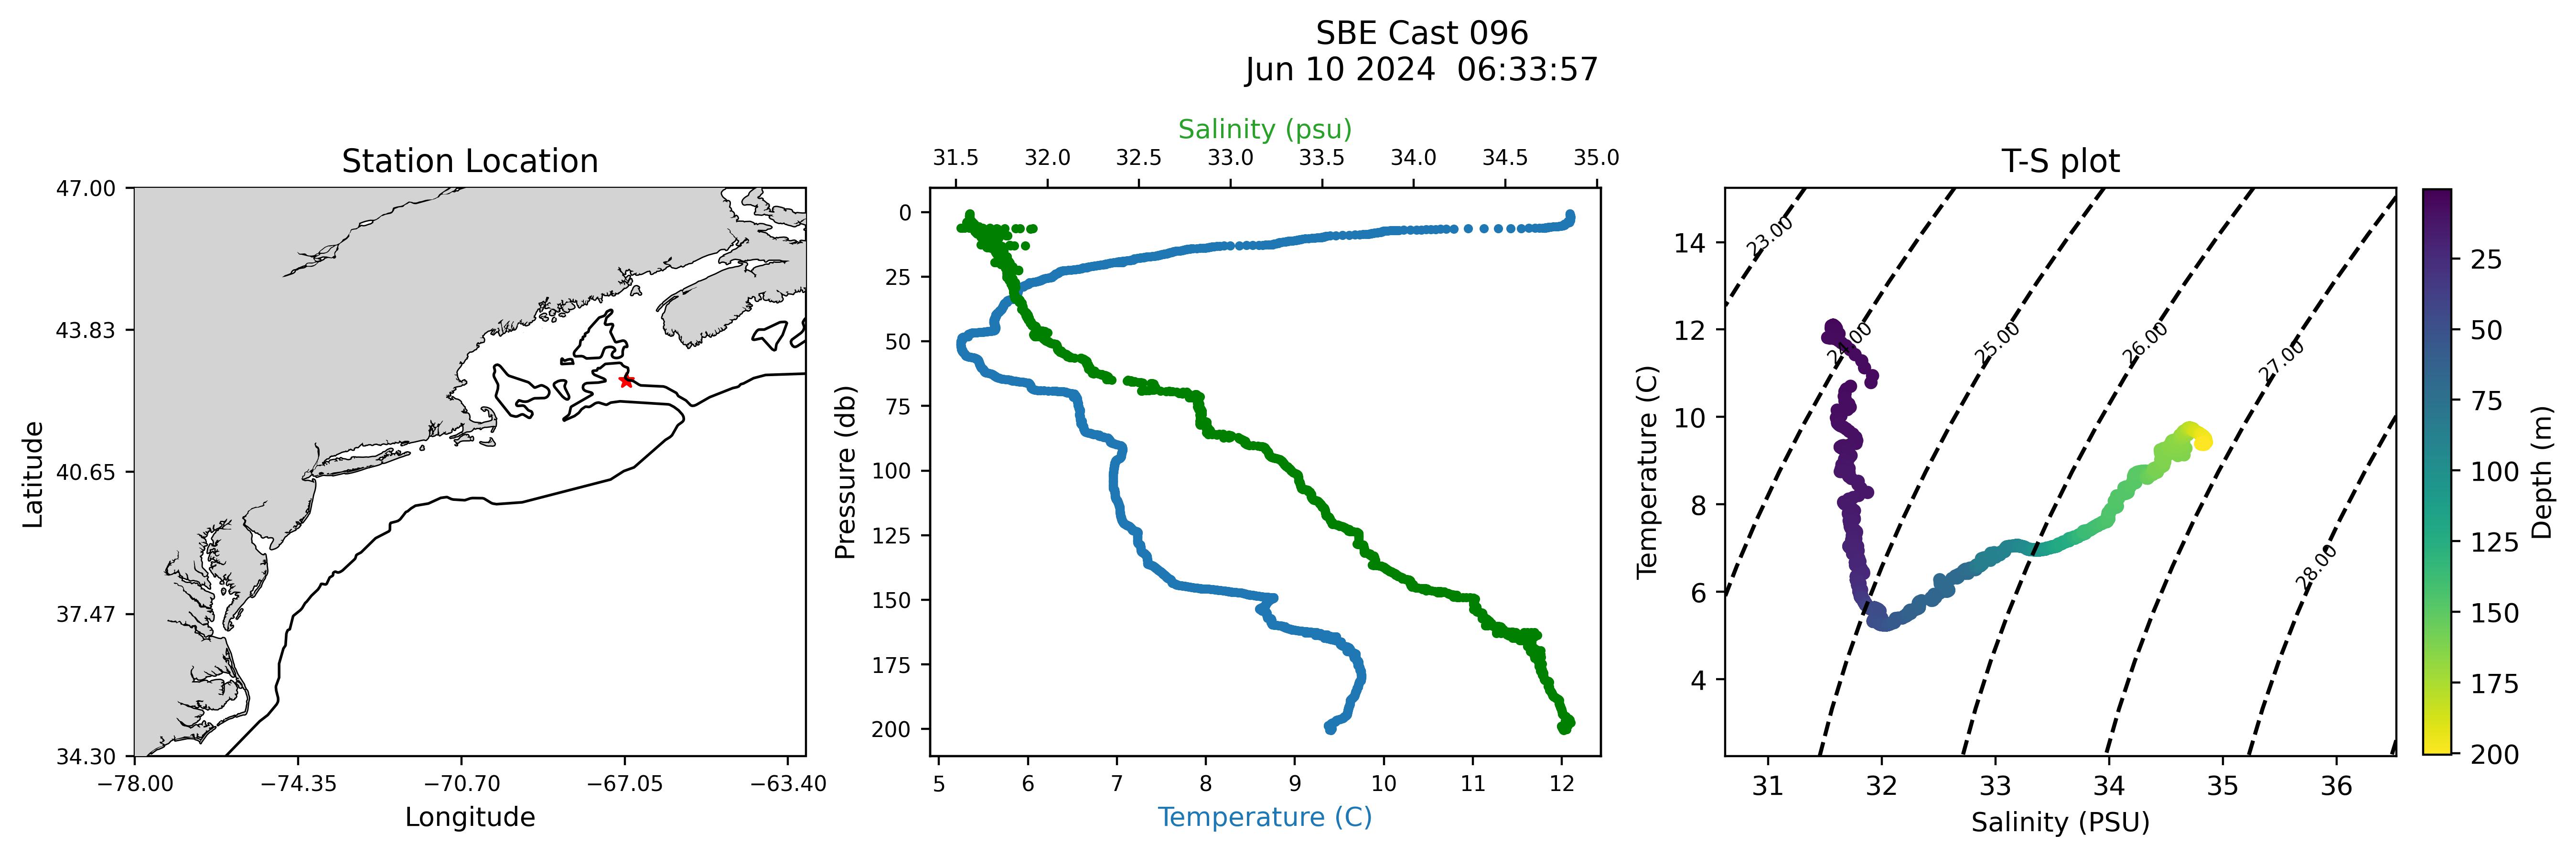 SBE Cast 096
Jun 10 2024  06:33:57
Station Location
47.00
43.83
40.65
37.47
34.30
Latitude
−78.00 −74.35 −70.70 −67.05 −63.40
Longitude
Salinity (psu)
31.5 32.0 32.5 33.0 33.5 34.0 34.5 35.0
0
25
50
75
100
125
150
175
200
Pressure (db)
5 6 7 8 9 10 11 12
Temperature (C)
T-S plot
14
12
10
8
6
4
Temperature (C)
23.00
24.00
25.00
26.00
27.00
28.00
31 32 33 34 35 36
Salinity (PSU)
25
50
75
100
125
150
175
200
Depth (m)